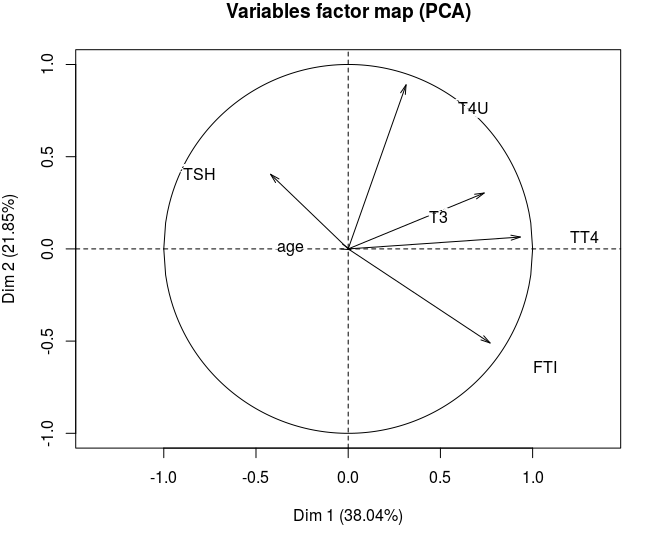 Variables factor map (PCA)
1.0
0.5
0.0
-0.5
-1.0
Dim 2 (21.85%)
T4U
TSH
T3
TT4
age
FTI
-1.0 -0.5 0.0 0.5 1.0
Dim 1 (38.04%)